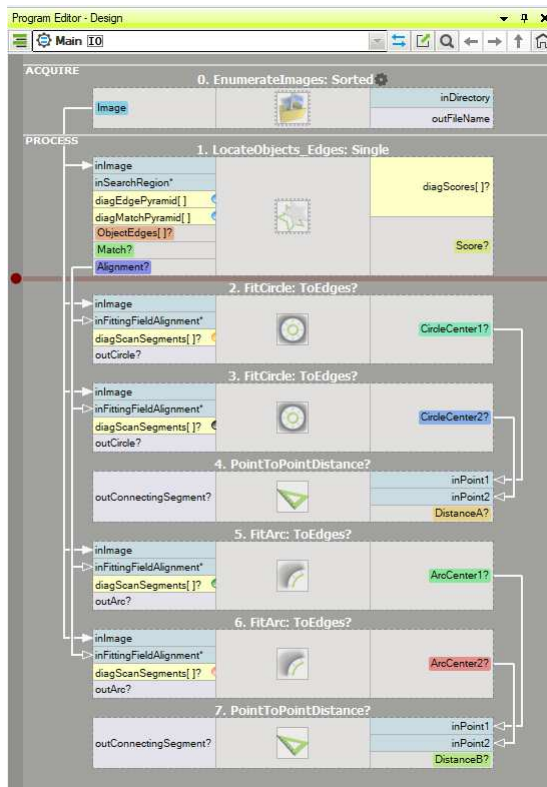 Program Editor - Design
Main IO
ACQUIRE
0. EnumerateImages: Sorted
Image
inDirectory
outFileName
PROCESS
1. LocateObjects_Edges: Single
inImage
inSearchRegion*
diagEdgePyramid[ ]
diagMatchPyramid[ ]
ObjectEdges[ ]?
Match?
Alignment?
diagScores[ ]?
Score?
2. FitCircle: ToEdges?
inImage
inFittingFieldAlignment*
diagScanSegments[ ]?
outCircle?
CircleCenter1?
3. FitCircle: ToEdges?
inImage
inFittingFieldAlignment*
diagScanSegments[ ]?
outCircle?
CircleCenter2?
4. PointToPointDistance?
outConnectingSegment?
inPoint1
inPoint2
DistanceA?
5. FitArc: ToEdges?
inImage
inFittingFieldAlignment*
diagScanSegments[ ]?
outArc?
ArcCenter1?
6. FitArc: ToEdges?
inImage
inFittingFieldAlignment*
diagScanSegments[ ]?
outArc?
ArcCenter2?
7. PointToPointDistance?
outConnectingSegment?
inPoint1
inPoint2
DistanceB?